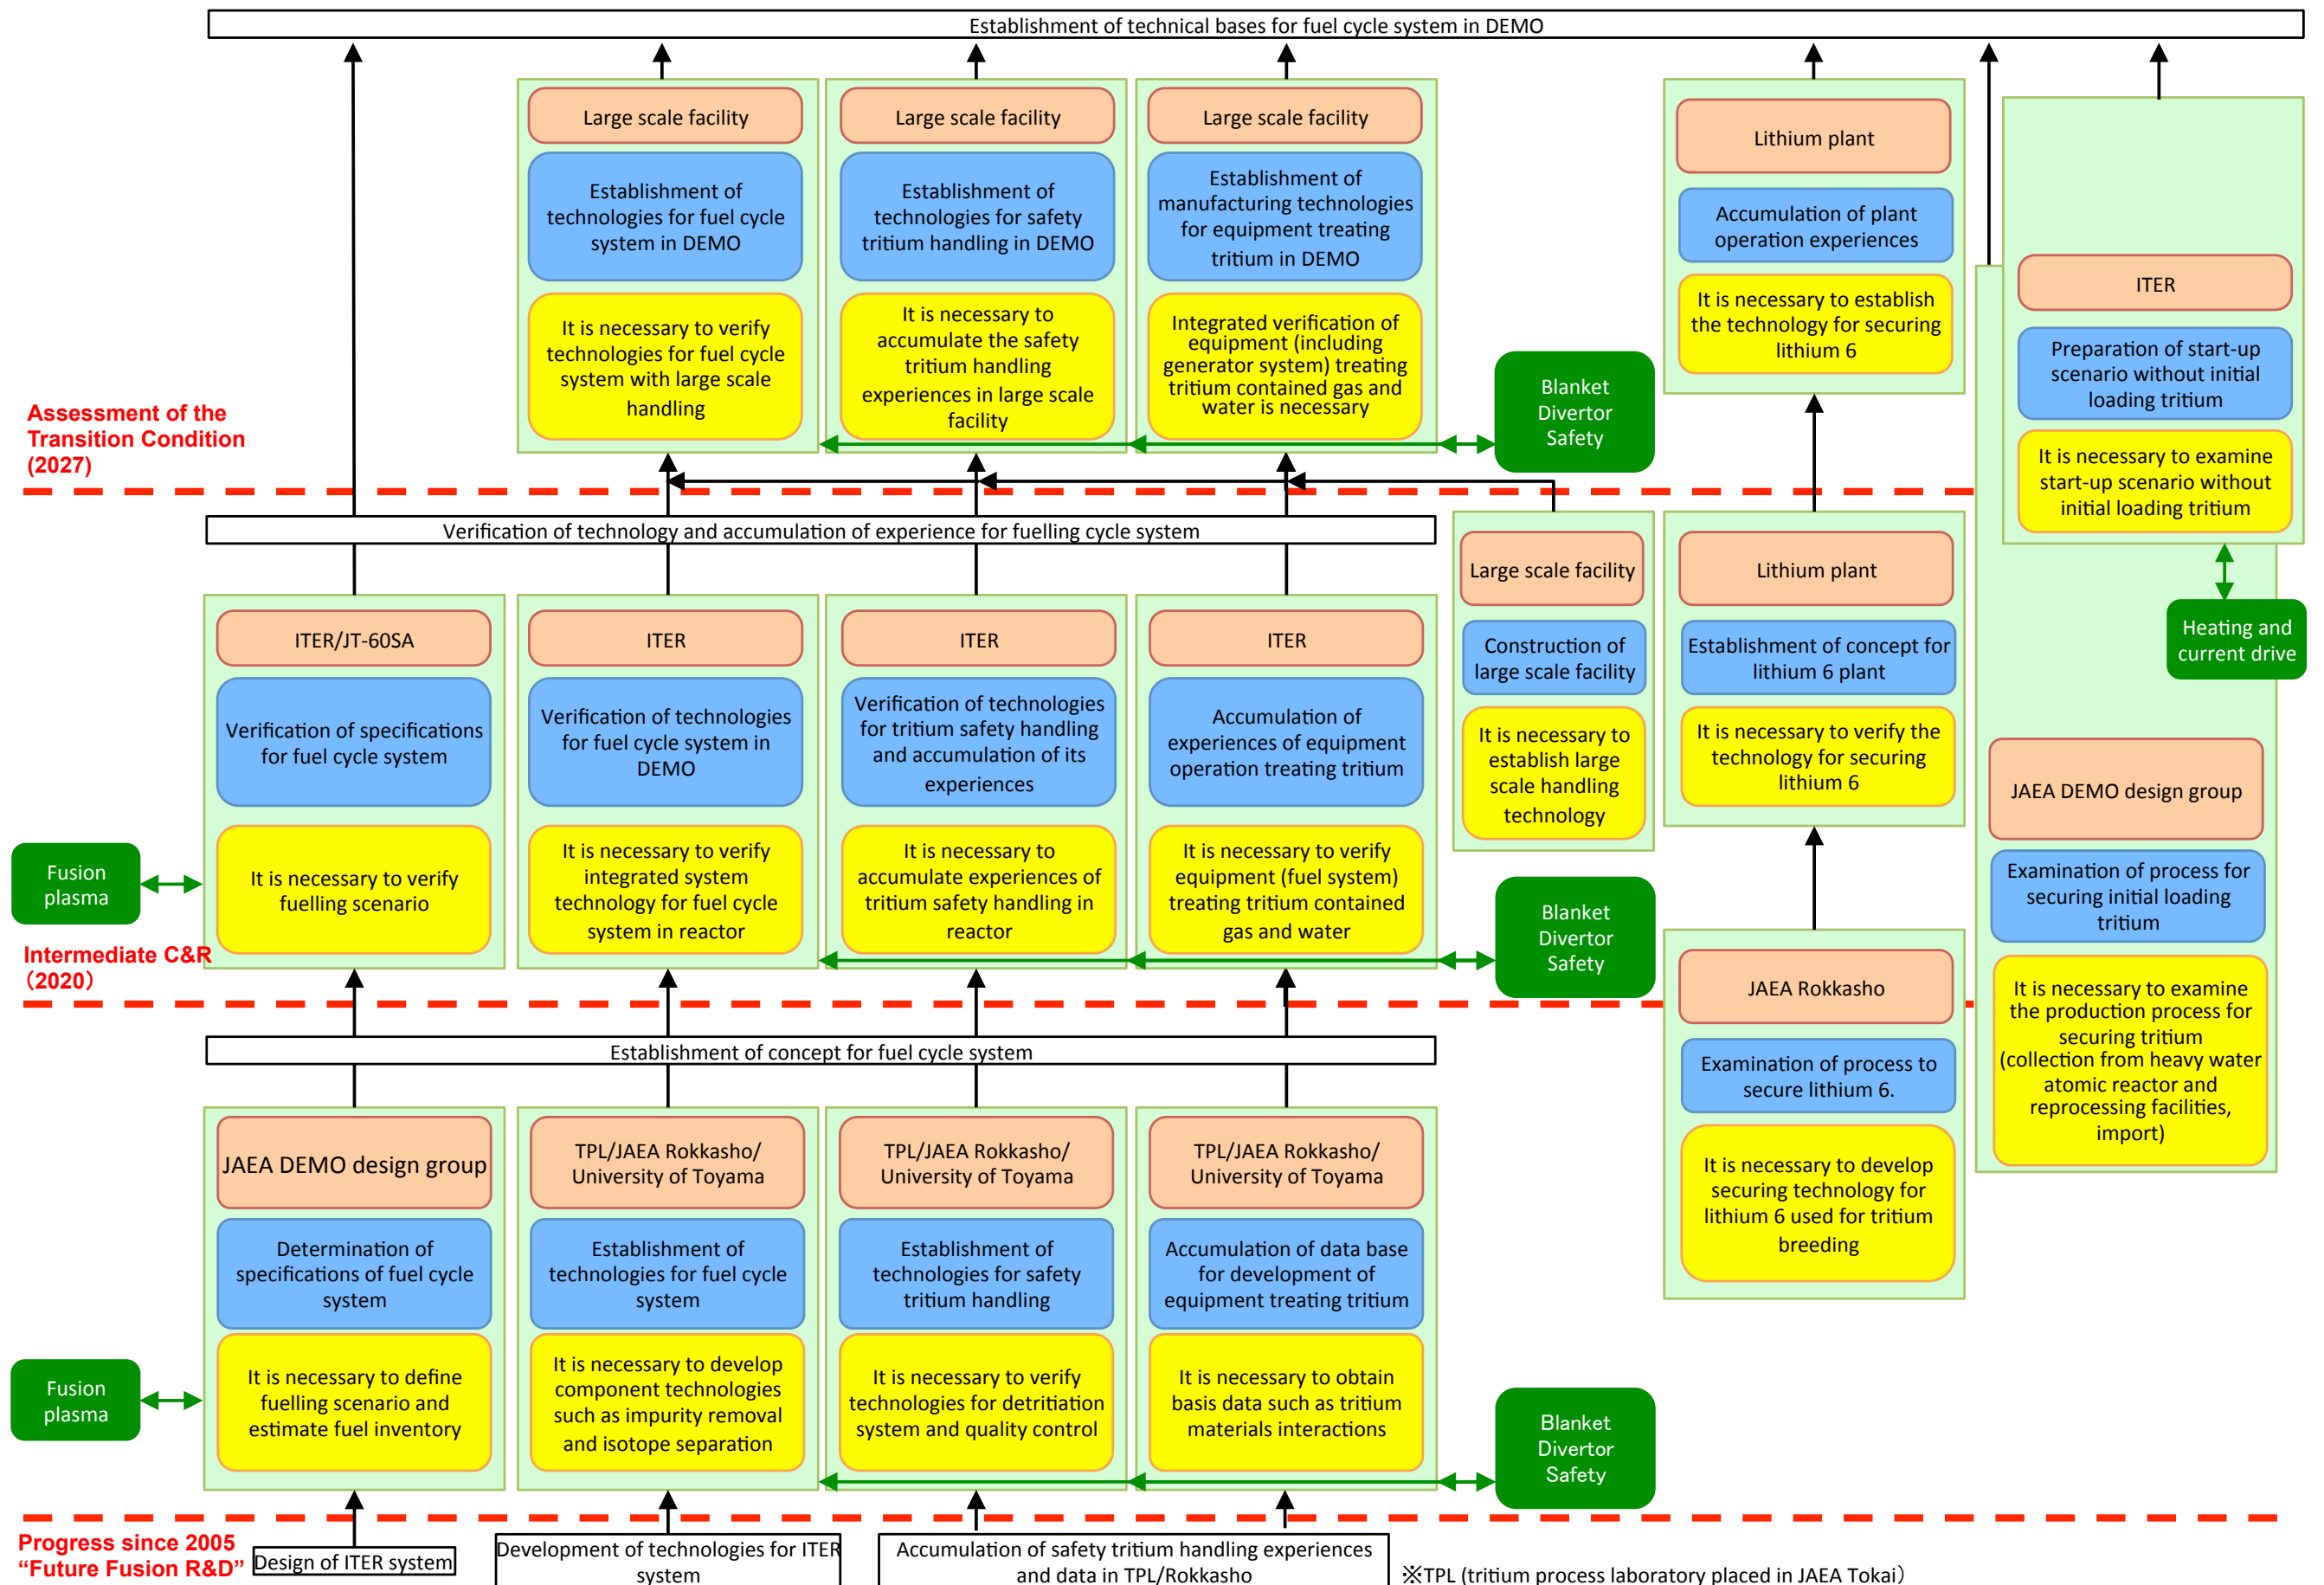 Establishment of technical bases for fuel cycle system in DEMO
Large scale facility
Establishment of
technologies for fuel cycle
system in DEMO
It is necessary to verify
technologies for fuel cycle
system with large scale
handling
Large scale facility
Establishment of
technologies for safety
tritium handling in DEMO
It is necessary to
accumulate the safety
tritium handling
experiences in large scale
facility
Large scale facility
Establishment of
manufacturing technologies
for equipment treating
tritium in DEMO
Integrated verification of
equipment (including
generator system) treating
tritium contained gas and
water is necessary
Blanket
Divertor
Safety
Lithium plant
Accumulation of plant
operation experiences
It is necessary to establish
the technology for securing
lithium 6
ITER
Preparation of start-up
scenario without initial
loading tritium
It is necessary to examine
start-up scenario without
initial loading tritium
Heating and
current drive
Assessment of the
Transition Condition
(2027)
Verification of technology and accumulation of experience for fuelling cycle system
Fusion
plasma
ITER/JT-60SA
Verification of specifications
for fuel cycle system
It is necessary to verify
fuelling scenario
ITER
Verification of technologies
for fuel cycle system in
DEMO
It is necessary to verify
integrated system
technology for fuel cycle
system in reactor
ITER
Verification of technologies
for tritium safety handling
and accumulation of its
experiences
It is necessary to
accumulate experiences of
tritium safety handling in
reactor
ITER
Accumulation of
experiences of equipment
operation treating tritium
It is necessary to verify
equipment (fuel system)
treating tritium contained
gas and water
Large scale facility
Construction of
large scale facility
It is necessary to
establish large
scale handling
technology
Blanket
Divertor
Safety
Lithium plant
Establishment of concept for
lithium 6 plant
It is necessary to verify the
technology for securing
lithium 6
JAEA DEMO design group
Examination of process for
securing initial loading
tritium
It is necessary to examine
the production process for
securing tritium
(collection from heavy water
atomic reactor and
reprocessing facilities,
import)
Intermediate C&R
（2020）
Establishment of concept for fuel cycle system
JAEA Rokkasho
Examination of process to
secure lithium 6.
It is necessary to develop
securing technology for
lithium 6 used for tritium
breeding
Fusion
plasma
JAEA DEMO design group
Determination of
specifications of fuel cycle
system
It is necessary to define
fuelling scenario and
estimate fuel inventory
TPL/JAEA Rokkasho/
University of Toyama
Establishment of
technologies for fuel cycle
system
It is necessary to develop
component technologies
such as impurity removal
and isotope separation
TPL/JAEA Rokkasho/
University of Toyama
Establishment of
technologies for safety
tritium handling
It is necessary to verify
technologies for detritiation
system and quality control
TPL/JAEA Rokkasho/
University of Toyama
Accumulation of data base
for development of
equipment treating tritium
It is necessary to obtain
basis data such as tritium
materials interactions
Blanket
Divertor
Safety
Progress since 2005
“Future Fusion R&D”
Design of ITER system
Development of technologies for ITER
system
Accumulation of safety tritium handling experiences
and data in TPL/Rokkasho
※TPL (tritium process laboratory placed in JAEA Tokai）